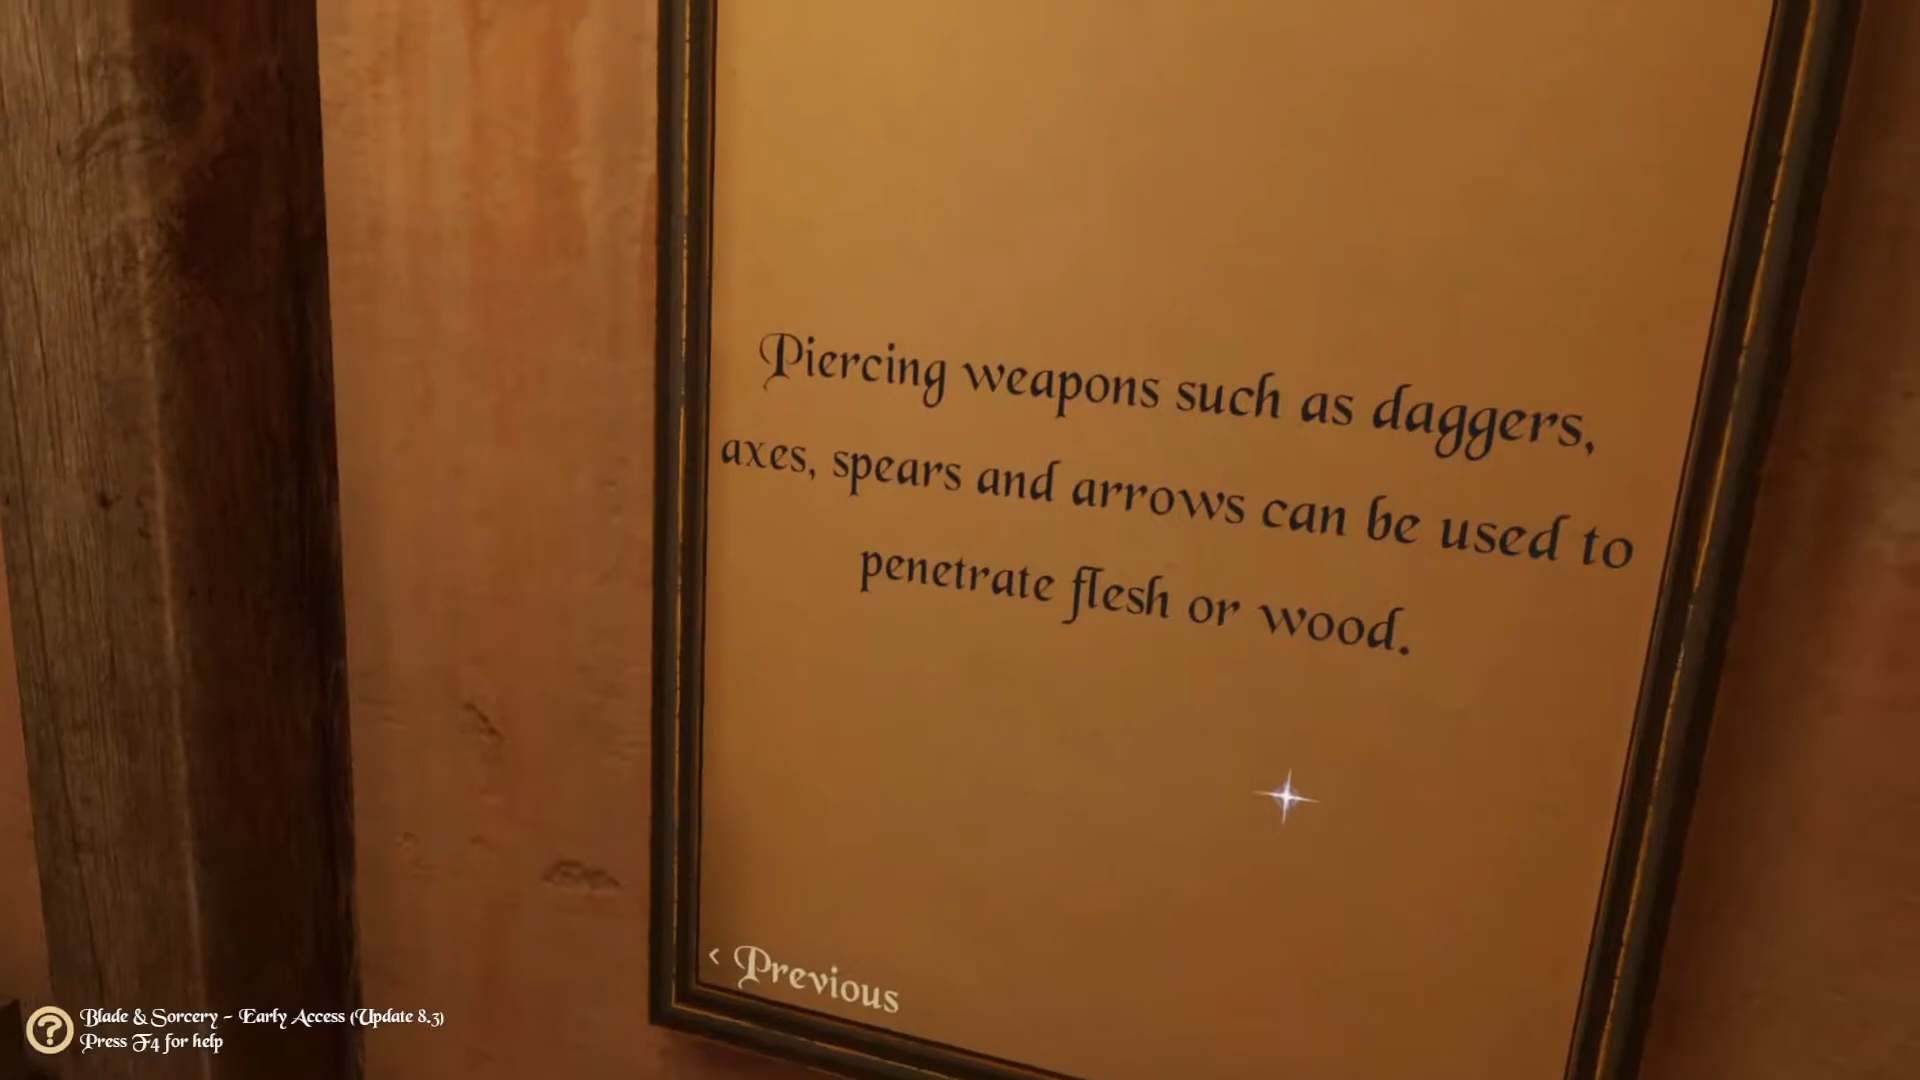 Piercing weapons such as daggers,
axes, spears and arrows can be used to
penetrate flesh or wood.
< Previous
Blade & Sorcery - Early Access (Update 8.3)
Press F4 for help